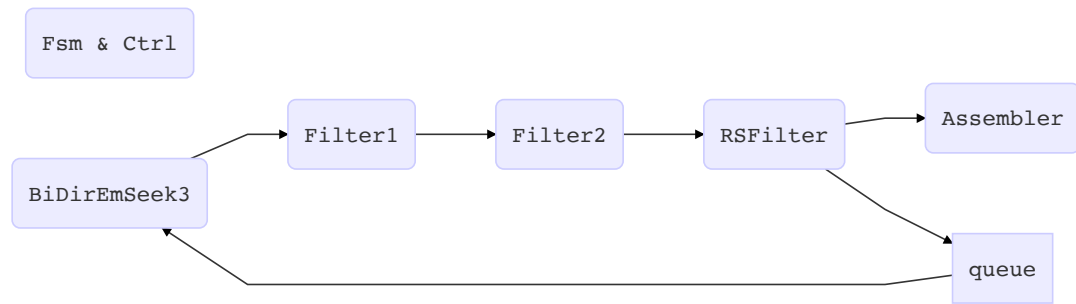 Fsm & Ctrl
BiDirEmSeek3
Filter1
Filter2
RSFilter
Assembler
queue